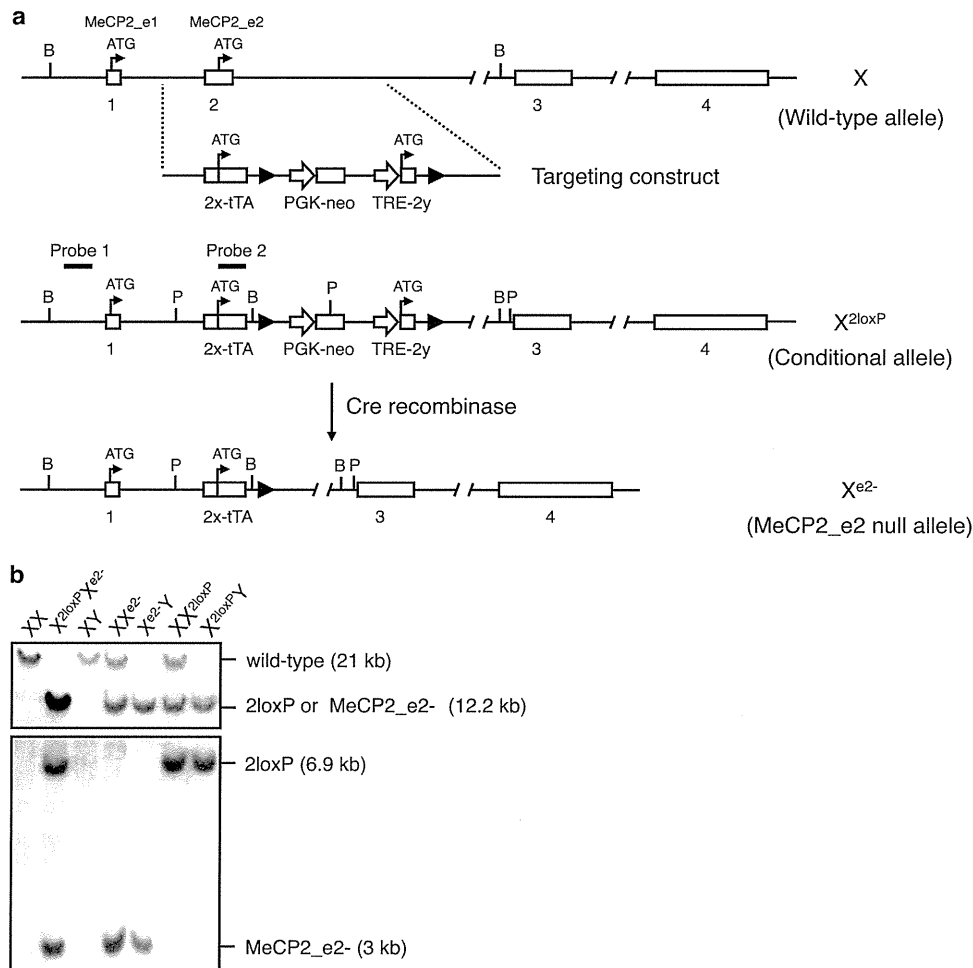 a
MeCP2_e1 MeCP2_e2
B ATG ATG B
1 2 3 4 X
(Wild-type allele)
ATG ATG
Targeting construct
2x-tTA PGK-neo TRE-2y
Probe 1 Probe 2
B ATG P ATG B P ATG B P
1 2x-tTA PGK-neo TRE-2y 3 4 X2loxP
(Conditional allele)
Cre recombinase
B ATG P ATG B B P
1 2x-tTA 3 4 Xe2-
(MeCP2_e2 null allele)
b
XX X2loxPXe2- XY XXe2- Xe2-Y XX2loxP X2loxPY
wild-type (21 kb)
2loxP or MeCP2_e2- (12.2 kb)
2loxP (6.9 kb)
MeCP2_e2- (3 kb)